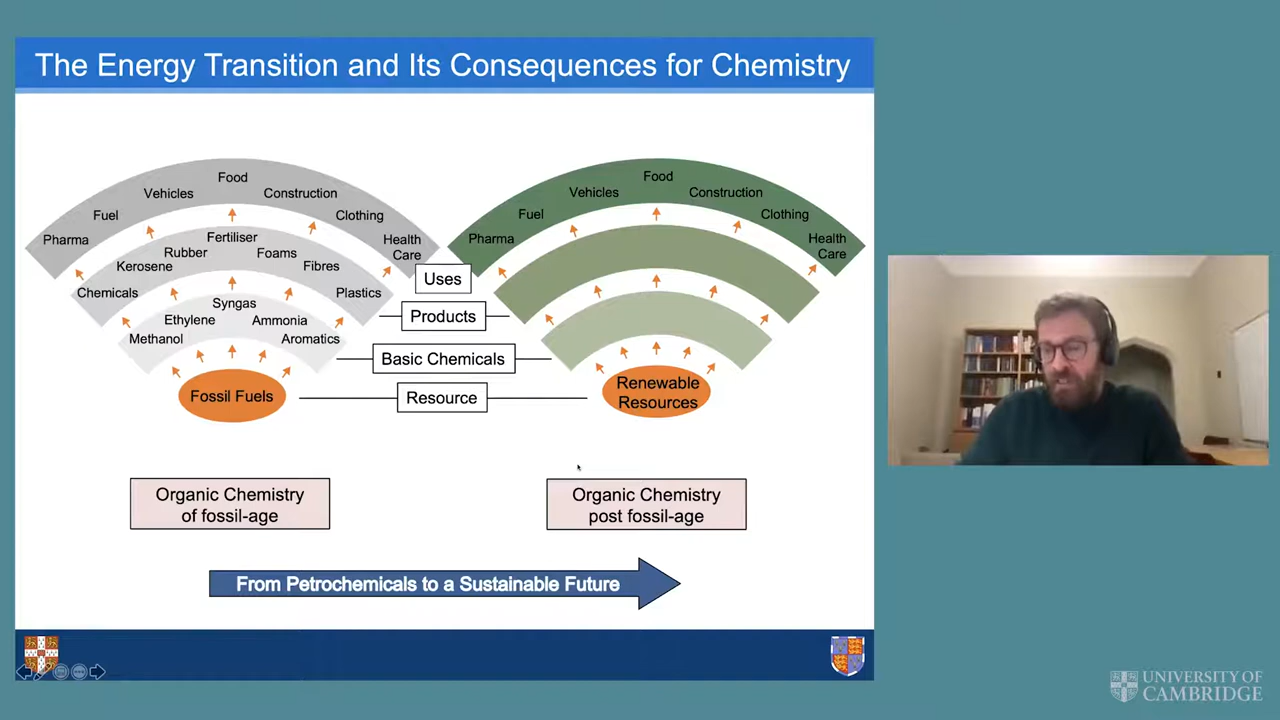 The Energy Transition and Its Consequences for Chemistry
Food
Vehicles
Construction
Fuel
Clothing
Pharma
Health
Care
Fertiliser
Rubber
Foams
Kerosene
Fibres
Chemicals
Plastics
Syngas
Ethylene
Ammonia
Methanol
Aromatics
Fossil Fuels
Uses
Products
Basic Chemicals
Resource
Food
Vehicles
Construction
Fuel
Clothing
Pharma
Health
Care
Renewable
Resources
Organic Chemistry
of fossil-age
Organic Chemistry
post fossil-age
From Petrochemicals to a Sustainable Future
UNIVERSITY OF
CAMBRIDGE